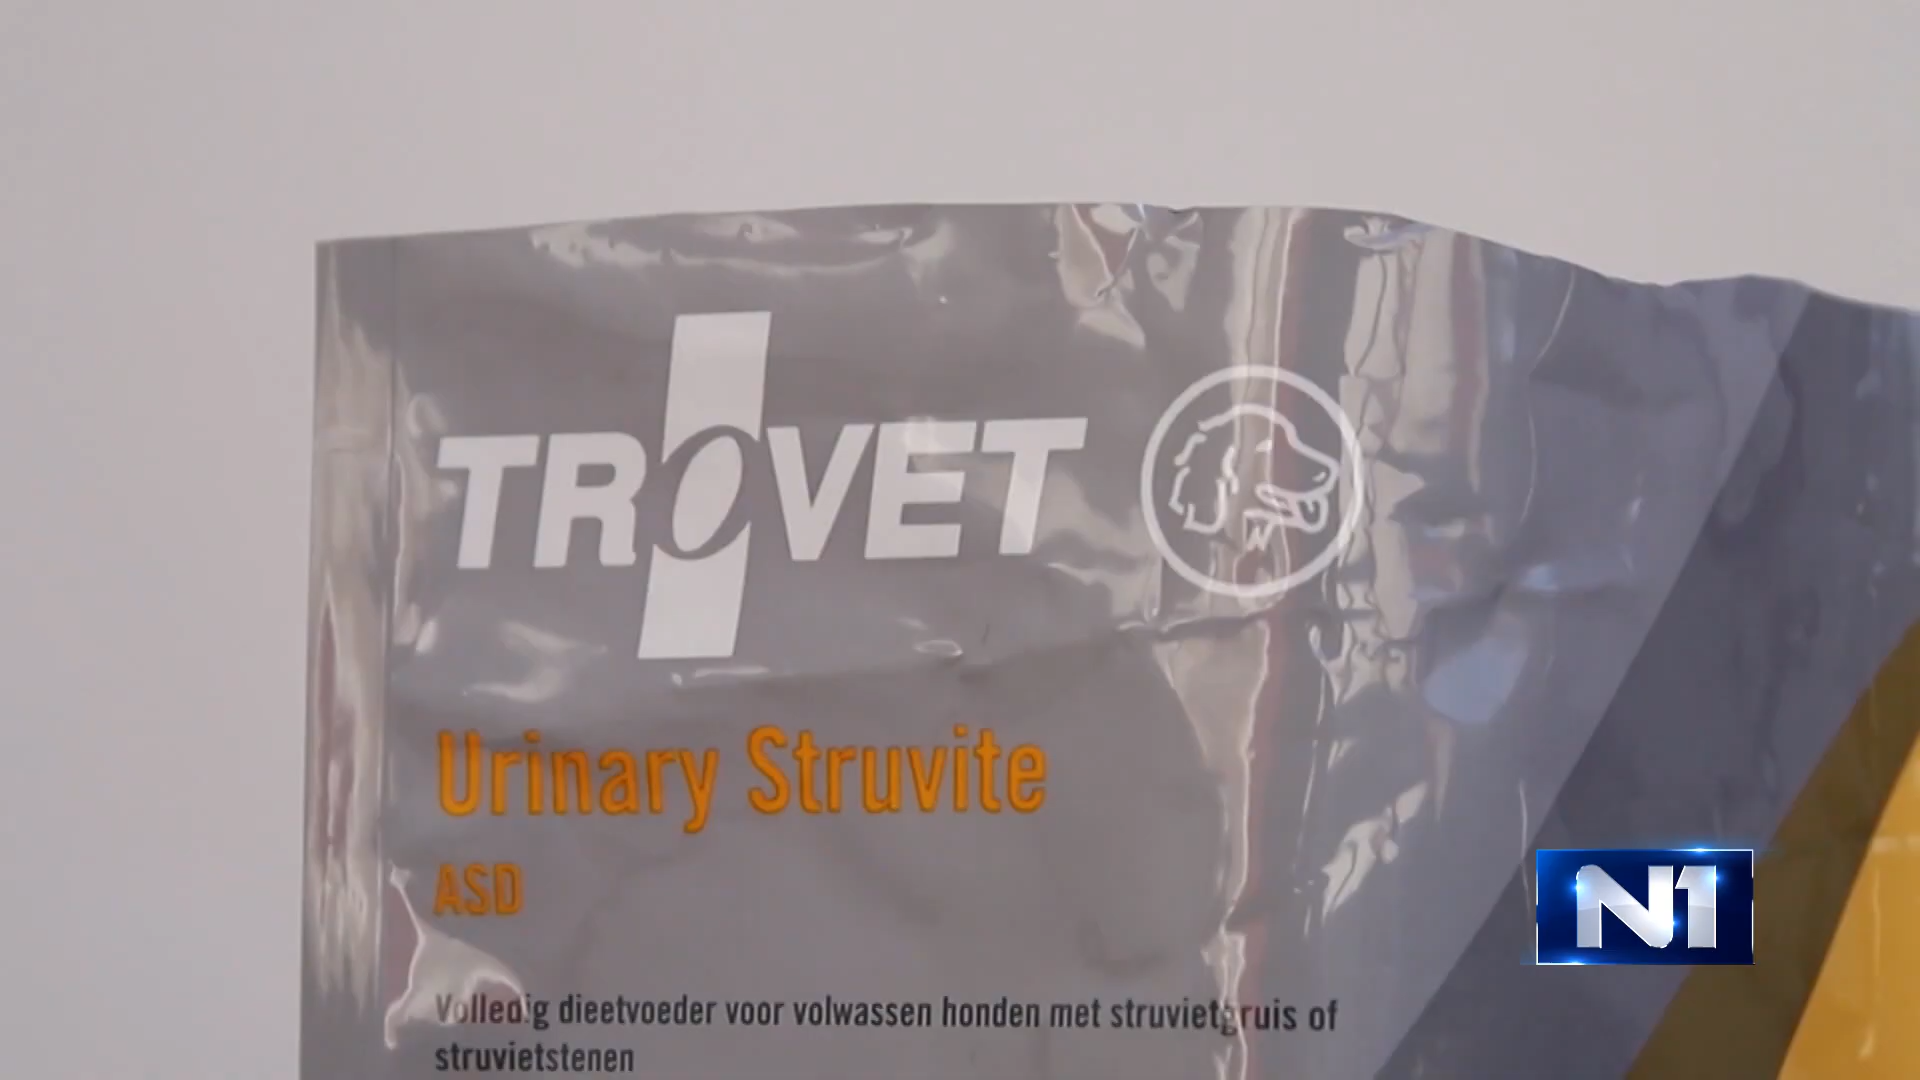 TROVET
Urinary Struvite
ASD
Volledig dieetvoeder voor volwassen honden met struvietgruis of
struvietstenen
N1